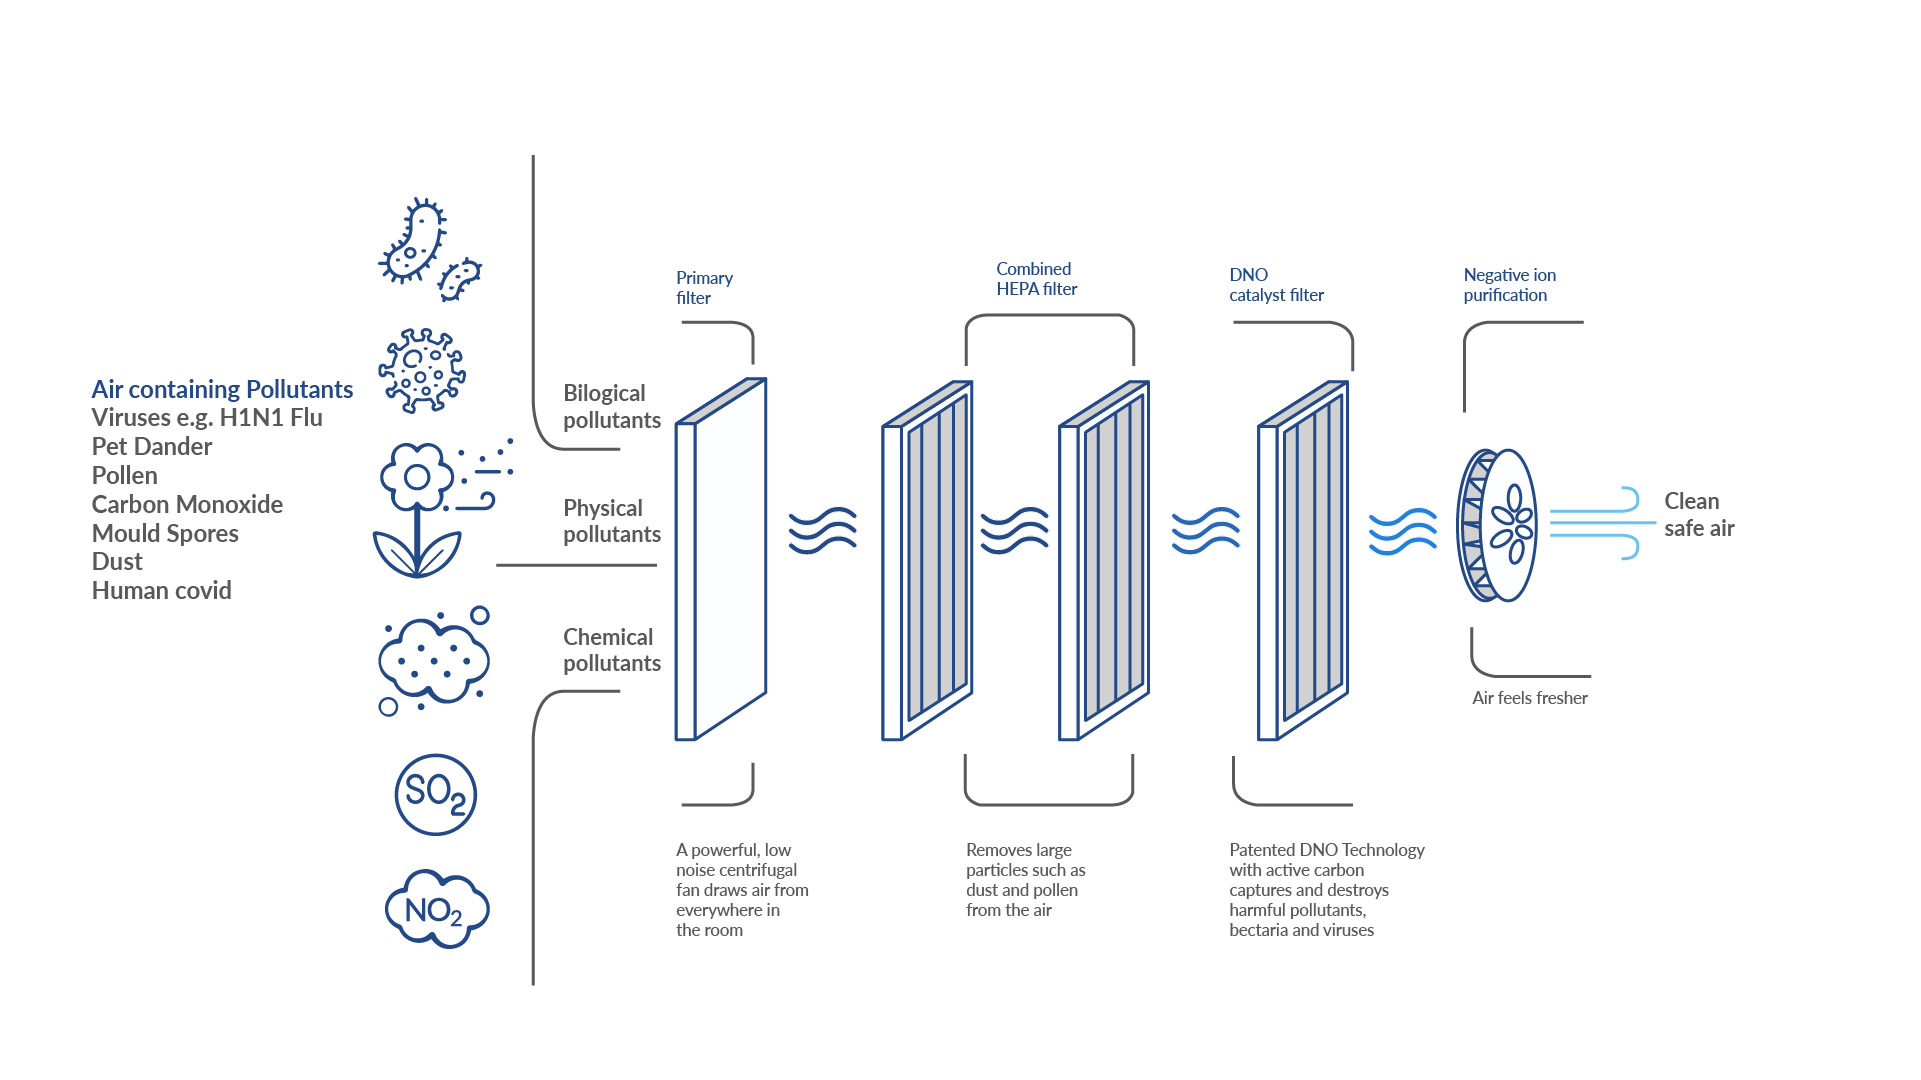 Air containing Pollutants
Viruses e.g. H1N1 Flu
Pet Dander
Pollen
Carbon Monoxide
Mould Spores
Dust
Human covid
SO2
NO2
Bilogical
pollutants
Physical
pollutants
Chemical
pollutants
Primary
filter
A powerful, low
noise centrifugal
fan draws air from
everywhere in
the room
Combined
HEPA filter
Removes large
particles such as
dust and pollen
from the air
DNO
catalyst filter
Patented DNO Technology
with active carbon
captures and destroys
harmful pollutants,
bectaria and viruses
Negative ion
purification
Air feels fresher
Clean
safe air